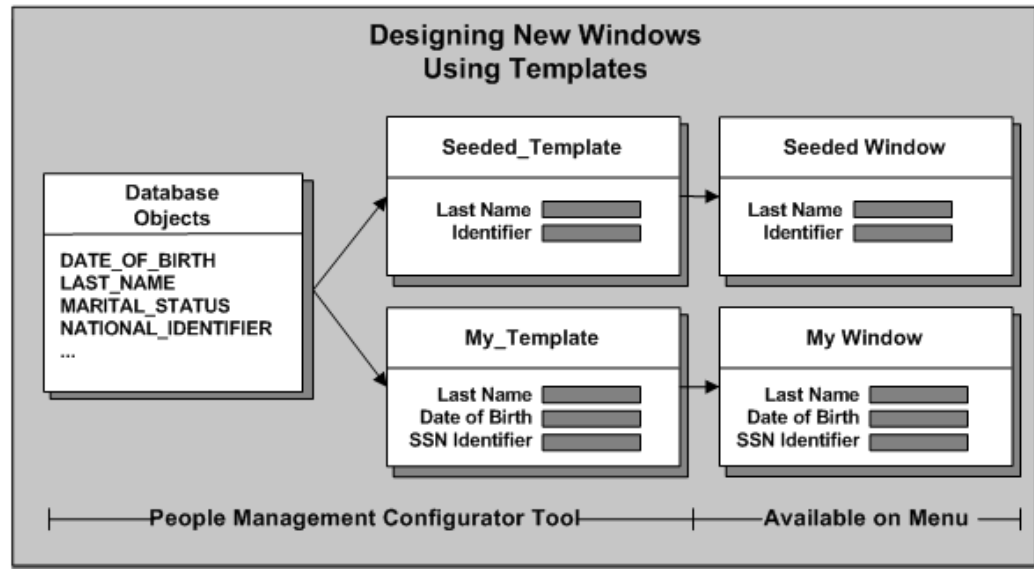 Designing New Windows
Using Templates
Database
Objects
DATE_OF_BIRTH
LAST_NAME
MARITAL_STATUS
NATIONAL_IDENTIFIER
...
Seeded_Template
Last Name
Identifier
Seeded Window
Last Name
Identifier
My_Template
Last Name
Date of Birth
SSN Identifier
My Window
Last Name
Date of Birth
SSN Identifier
People Management Configurator Tool
Available on Menu